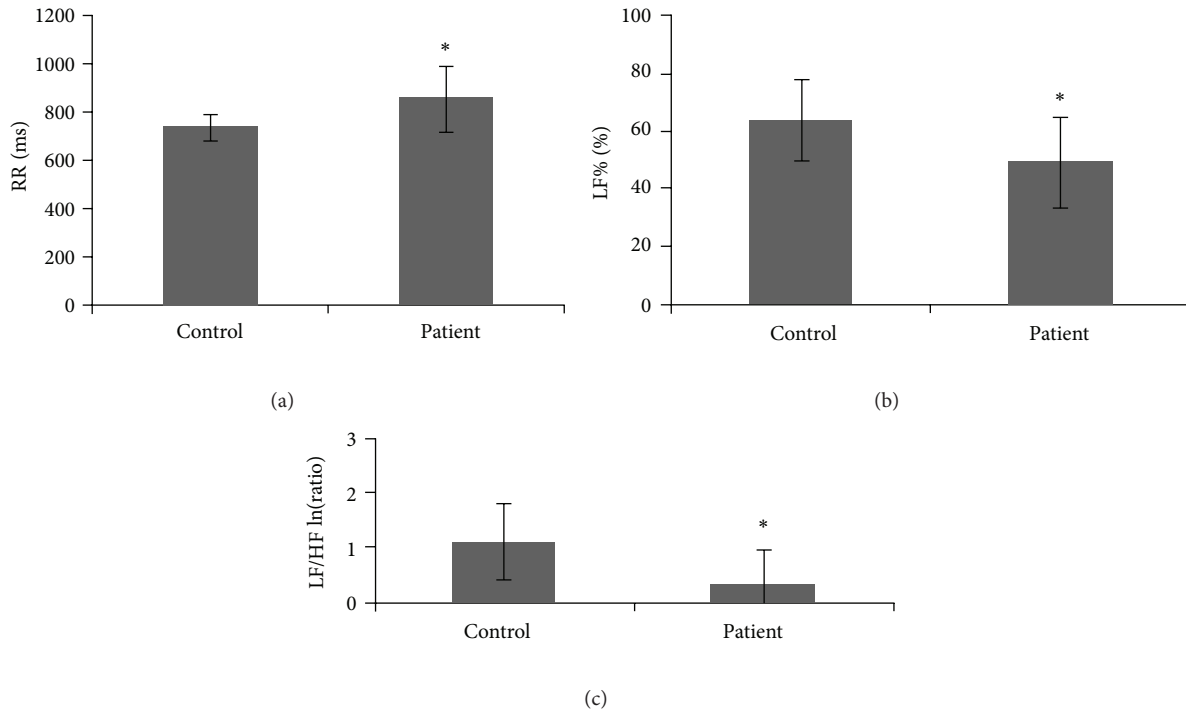 1200
1000
800
600
400
200
0
RR (ms)
*
Control
Patient
(a)
100
80
60
40
20
0
LF% (%)
*
Control
Patient
(b)
3
2
1
0
LF/HF ln(ratio)
*
Control
Patient
(c)